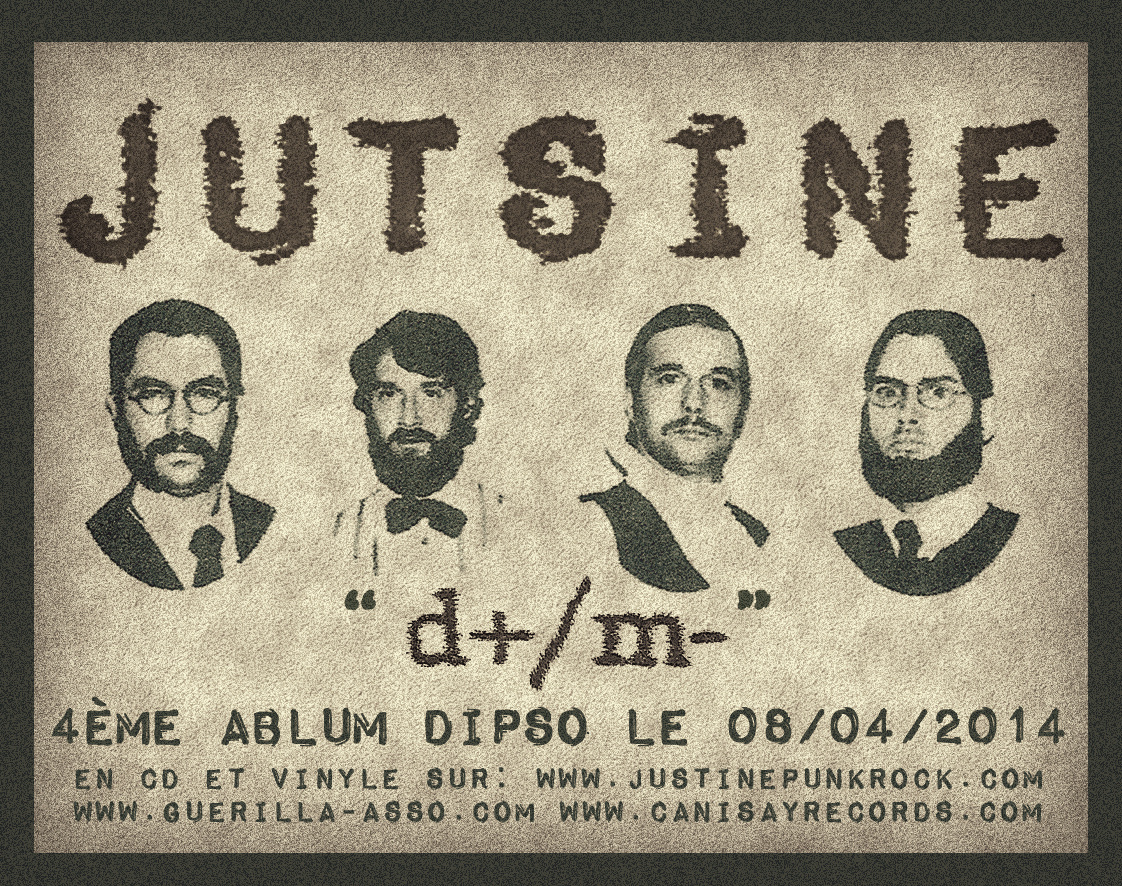 JUTSINE
“d+/m-”
4ÈME ABLUM DIPSO LE 08/04/2014
EN CD ET VINYLE SUR: WWW.JUSTINEPUNKROCK.COM
WWW.GUERILLA-ASSO.COM WWW.CANISAYRECORDS.COM